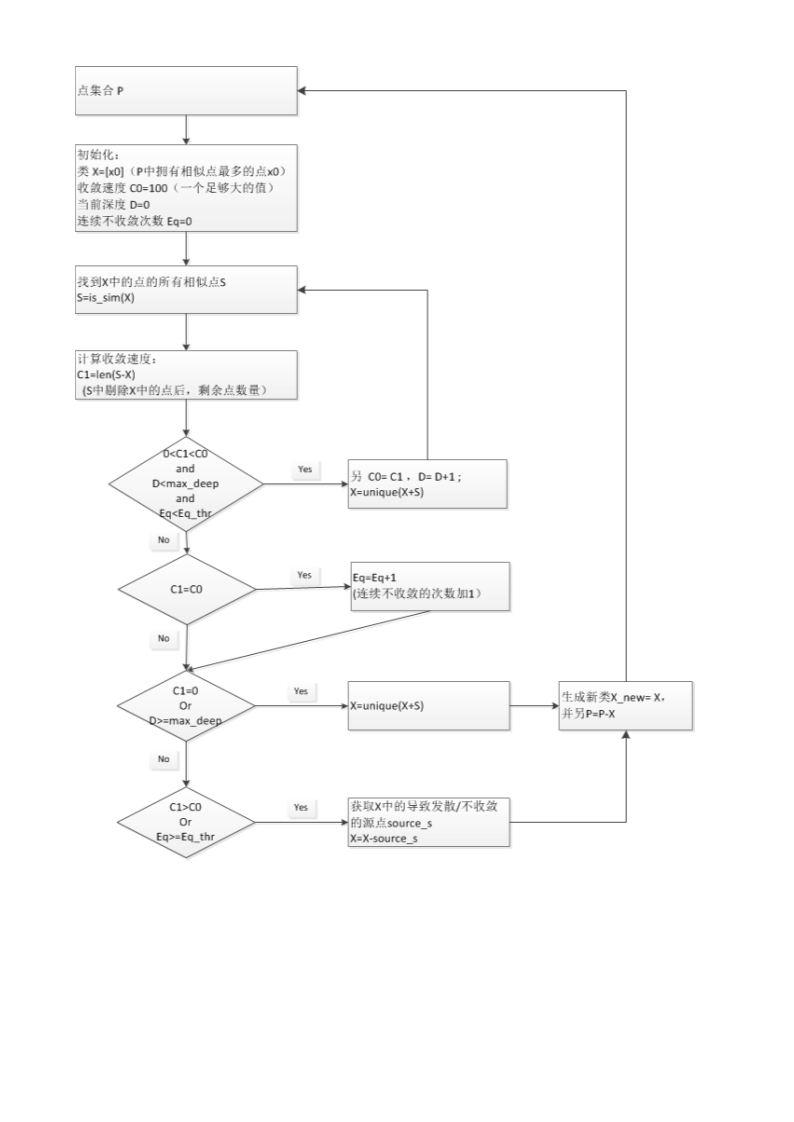 点集合 P
初始化：
类 X=[x0]（P中拥有相似点最多的点x0）
收敛速度 C0=100（一个足够大的值）
当前深度 D=0
连续不收敛次数 Eq=0
找到X中的点的所有相似点S
S=is_sim(X)
计算收敛速度：
C1=len(S-X)
（S中剔除X中的点后，剩余点数量）
0<C1<C0
and
D<max_deep
and
Eq<Eq_thr
Yes
另 C0= C1 ，D= D+1 ;
X=unique(X+S)
No
C1=C0
Yes
Eq=Eq+1
(连续不收敛的次数加1）
No
C1=0
Or
D>=max_deep
Yes
X=unique(X+S)
生成新类X_new= X，
并另P=P-X
No
C1>C0
Or
Eq>=Eq_thr
Yes
获取X中的导致发散/不收敛
的源点source_s
X=X-source_s